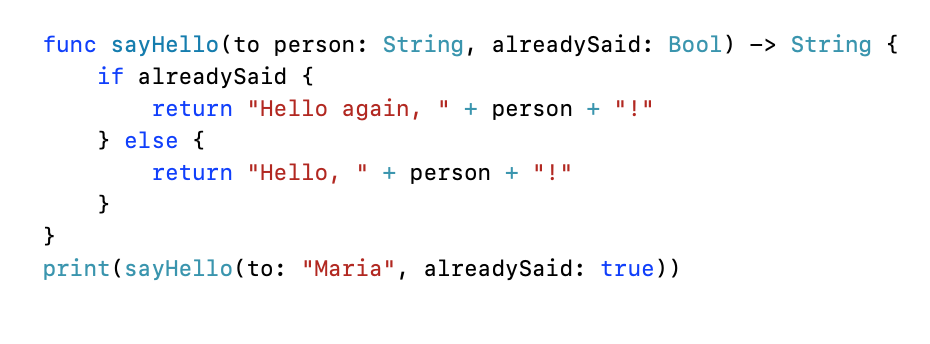 func sayHello(to person: String, alreadySaid: Bool) -> String {
    if alreadySaid {
        return "Hello again, " + person + "!"
    } else {
        return "Hello, " + person + "!"
    }
}
print(sayHello(to: "Maria", alreadySaid: true))